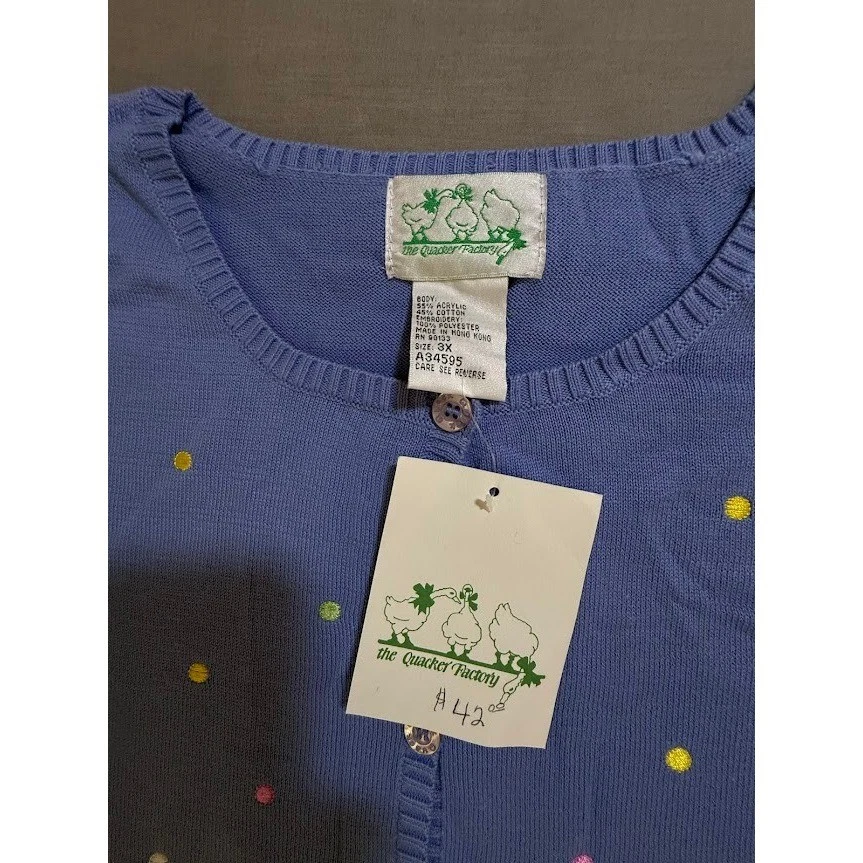 the Quacker Factory
BODY:
55% ACRYLIC
45% COTTON
EMBROIDERY:
100% POLYESTER
MADE IN HONG KONG
RN 90133
SIZE: 3X
A34595
CARE SEE REVERSE
the Quacker Factory
$42.00